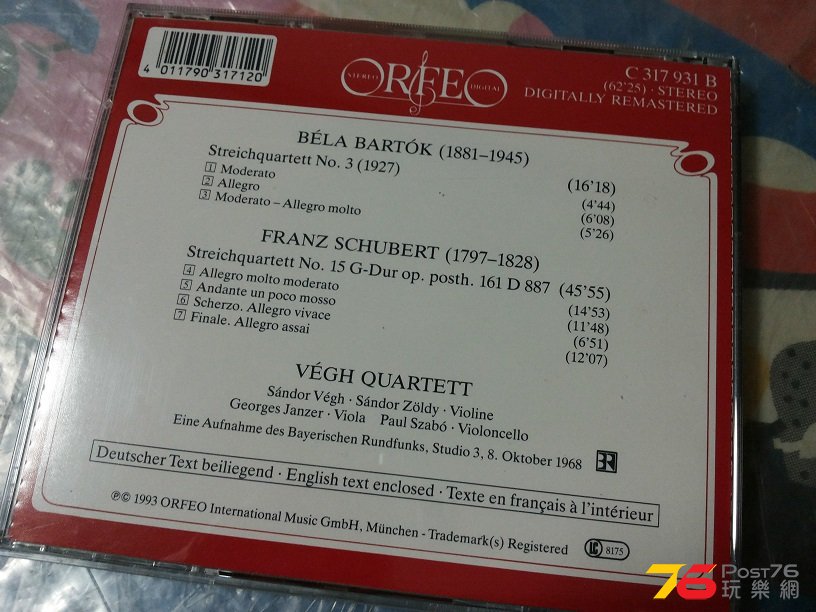 4 011790 317120
STEREO ORFEO DIGITAL
C 317 931 B
(62'25) · STEREO
DIGITALLY REMASTERED
BÉLA BARTÓK (1881–1945)
Streichquartett No. 3 (1927) (16'18)
1 Moderato (4'44)
2 Allegro (6'08)
3 Moderato – Allegro molto (5'26)
FRANZ SCHUBERT (1797–1828)
Streichquartett No. 15 G-Dur op. posth. 161 D 887 (45'55)
4 Allegro molto moderato (14'53)
5 Andante un poco mosso (11'48)
6 Scherzo. Allegro vivace (6'51)
7 Finale. Allegro assai (12'07)
VÉGH QUARTETT
Sándor Végh · Sándor Zöldy · Violine
Georges Janzer · Viola Paul Szabó · Violoncello
Eine Aufnahme des Bayerischen Rundfunks, Studio 3, 8. Oktober 1968 BR
Deutscher Text beiliegend · English text enclosed · Texte en français à l'intérieur
℗© 1993 ORFEO International Music GmbH, München - Trademark(s) Registered LC 8175
76 Post76
玩樂網